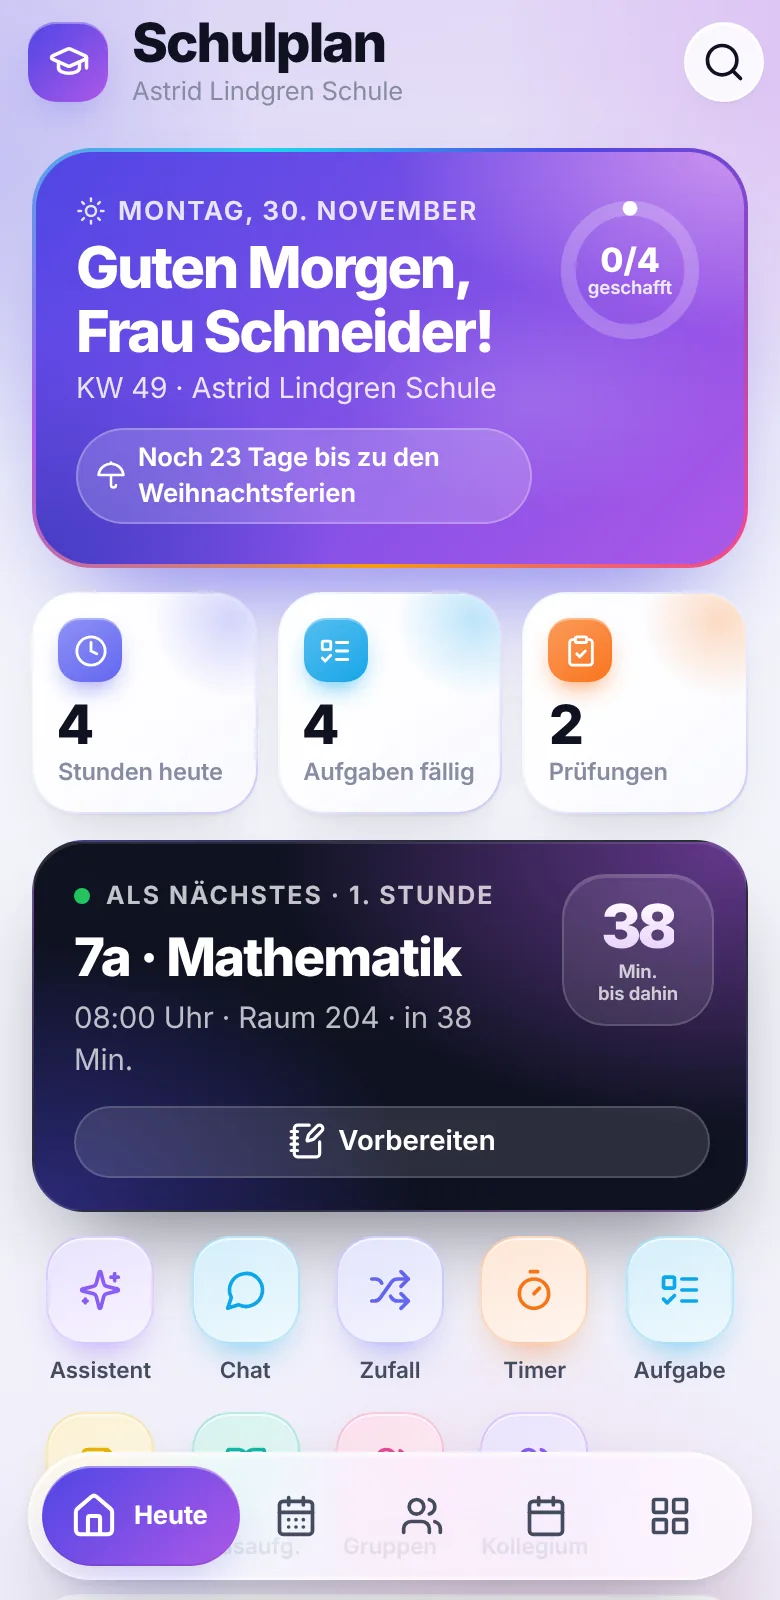 Schulplan
Astrid Lindgren Schule
MONTAG, 30. NOVEMBER
Guten Morgen,
Frau Schneider!
KW 49 · Astrid Lindgren Schule
0/4
geschafft
Noch 23 Tage bis zu den
Weihnachtsferien
4
Stunden heute
4
Aufgaben fällig
2
Prüfungen
ALS NÄCHSTES · 1. STUNDE
7a · Mathematik
08:00 Uhr · Raum 204 · in 38
Min.
38
Min.
bis dahin
Vorbereiten
Assistent
Chat
Zufall
Timer
Aufgabe
Heute
Gruppen
Kollegium